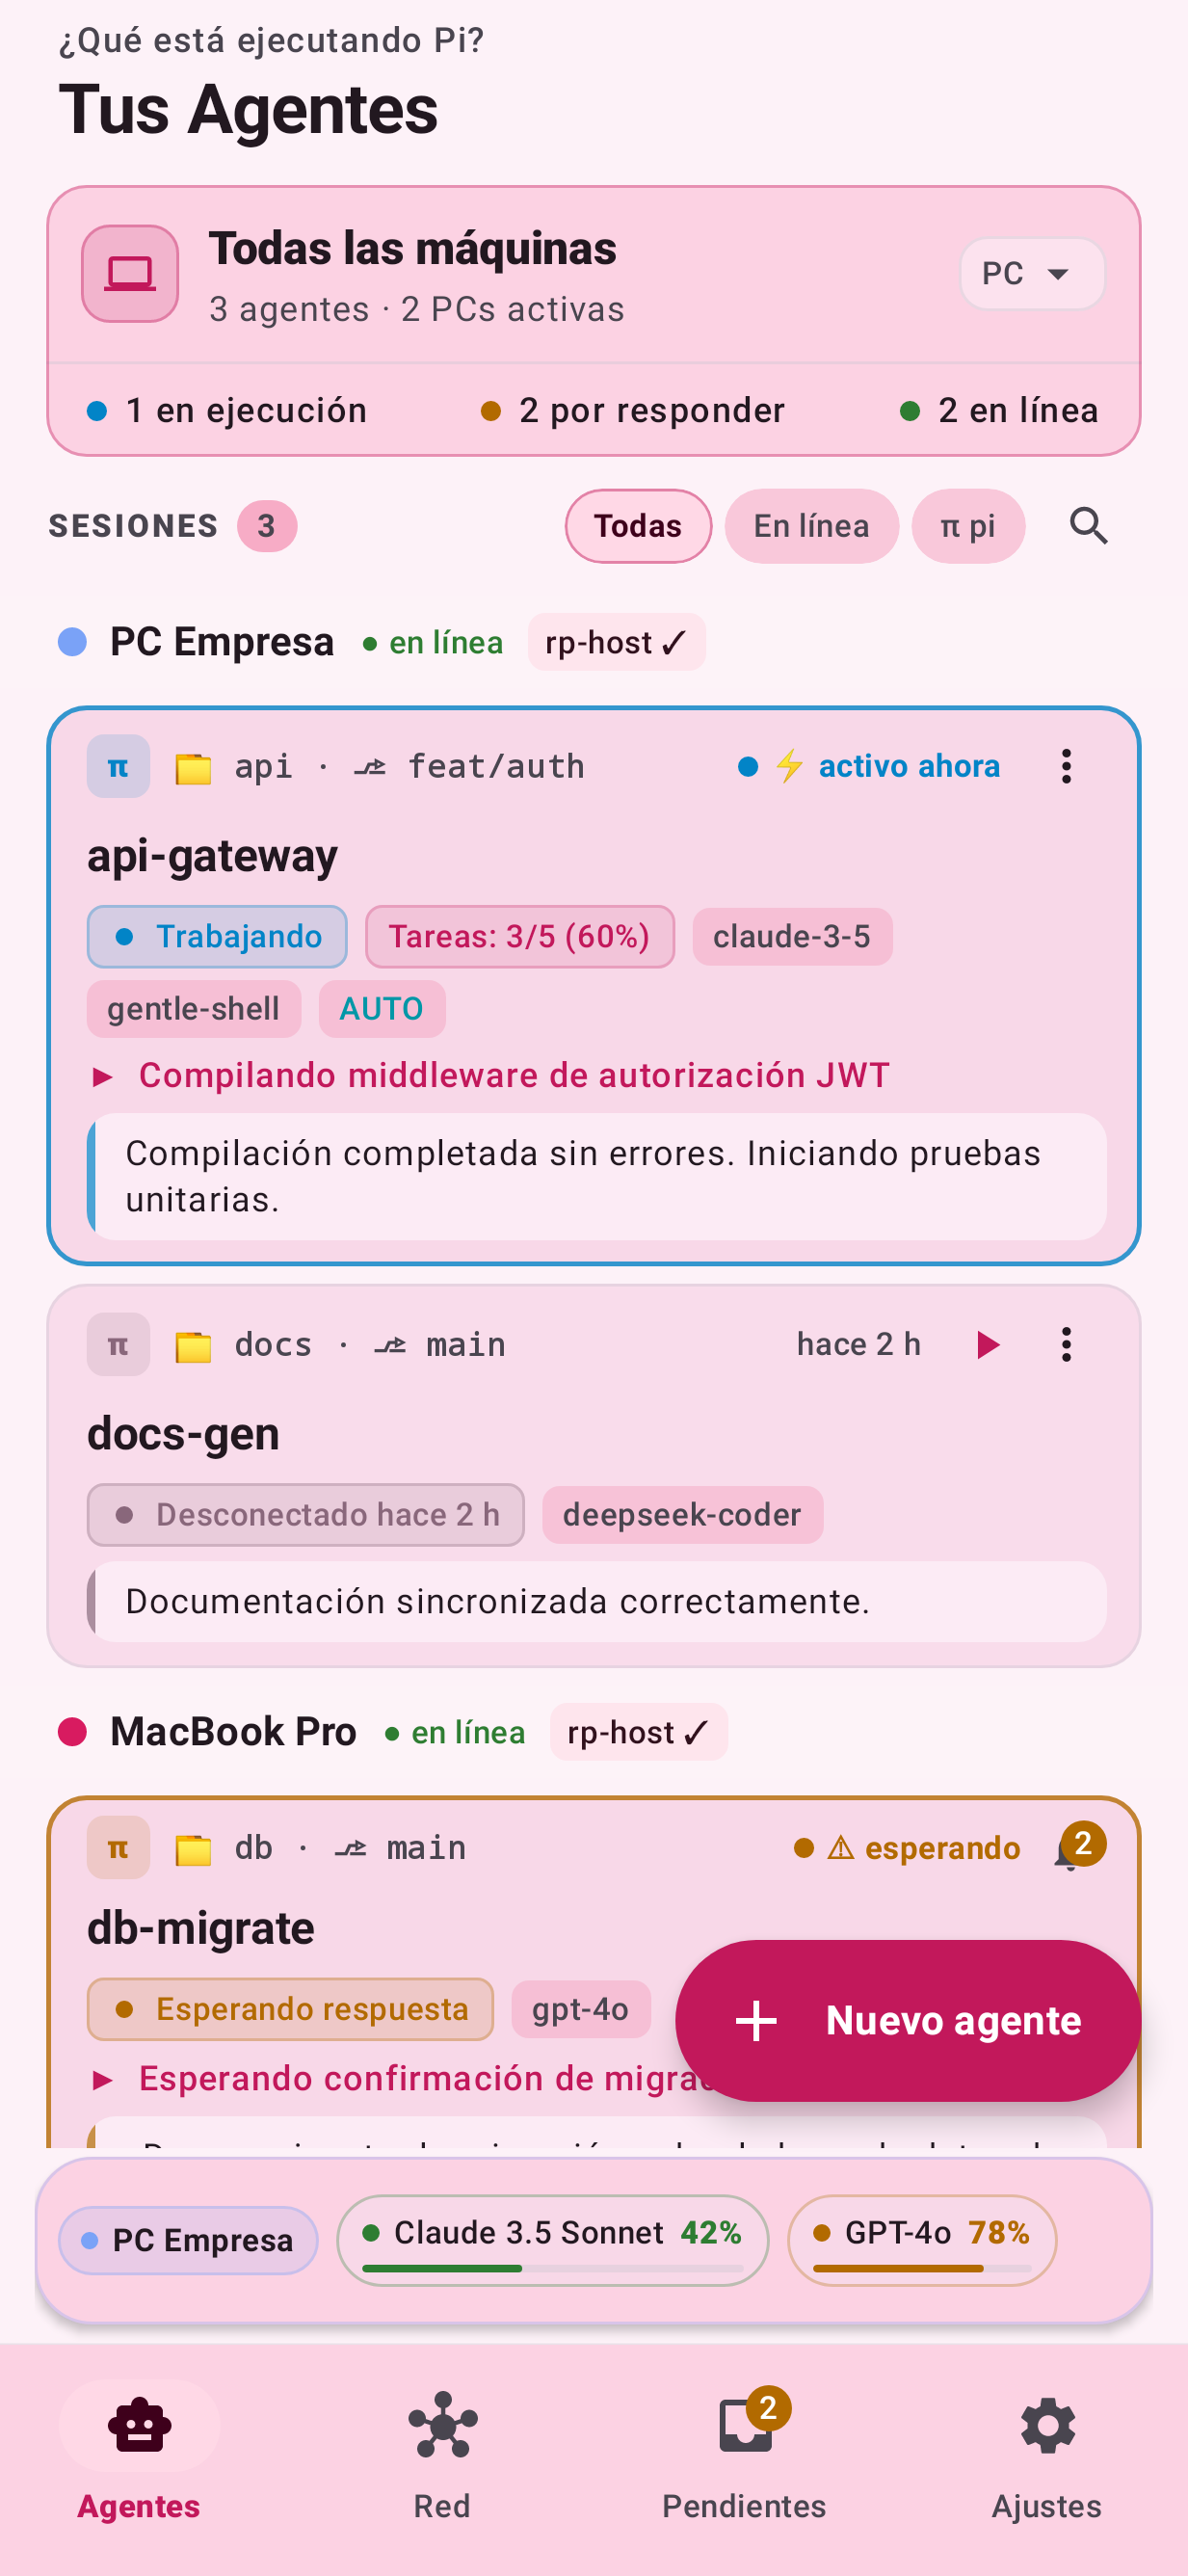 ¿Qué está ejecutando Pi?
Tus Agentes
Todas las máquinas
3 agentes · 2 PCs activas
PC
1 en ejecución
2 por responder
2 en línea
SESIONES 3
Todas
En línea
π pi
PC Empresa
en línea
rp-host ✓
π
api · feat/auth
⚡ activo ahora
api-gateway
Trabajando
Tareas: 3/5 (60%)
claude-3-5
gentle-shell
AUTO
► Compilando middleware de autorización JWT
Compilación completada sin errores. Iniciando pruebas
unitarias.
π
docs · main
hace 2 h
docs-gen
Desconectado hace 2 h
deepseek-coder
Documentación sincronizada correctamente.
MacBook Pro
en línea
rp-host ✓
π
db · main
⚠ esperando
2
db-migrate
Esperando respuesta
gpt-4o
► Esperando confirmación de
+ Nuevo agente
PC Empresa
Claude 3.5 Sonnet 42%
GPT-4o 78%
Agentes
Red
2
Pendientes
Ajustes